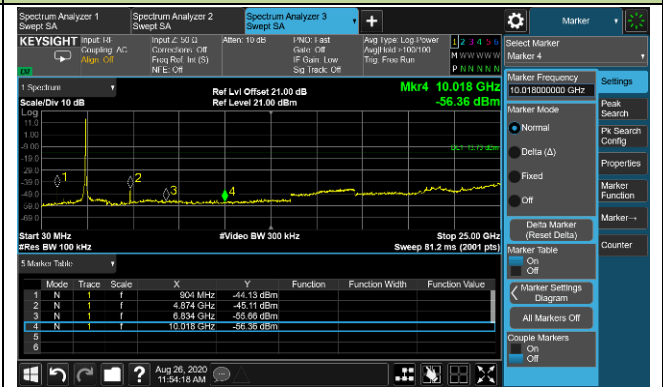 Spectrum Analyzer 1
Swept SA
Spectrum Analyzer 2
Swept SA
Spectrum Analyzer 3
Swept SA
Marker
KEYSIGHT
Input: RF
Coupling: AC
Align: Off
Input Z: 50 Ω
Corrections: Off
Freq Ref: Int (S)
NFE: Off
Atten: 10 dB
PNO: Fast
Gate: Off
IF Gain: Low
Sig Track: Off
Avg Type: Log-Power
Avg|Hold >100/100
Trig: Free Run
1 2 3 4 5 6
M W W W W W
P N N N N N
Select Marker
Marker 4
1 Spectrum
Scale/Div 10 dB
Ref Lvl Offset 21.00 dB
Ref Level 21.00 dBm
Mkr4 10.018 GHz
-56.36 dBm
Log
11.0
1.00
-9.00
-19.0
-29.0
-39.0
-49.0
-59.0
-69.0
1
2
3
4
Start 30 MHz
#Res BW 100 kHz
#Video BW 300 kHz
Stop 25.00 GHz
Sweep 81.2 ms (2001 pts)
5 Marker Table
Mode Trace Scale X Y Function Function Width Function Value
1 N 1 f 904 MHz -44.13 dBm
2 N 1 f 4.874 GHz -45.11 dBm
3 N 1 f 6.834 GHz -55.66 dBm
4 N 1 f 10.018 GHz -56.36 dBm
5
6
Marker Frequency
10.018000000 GHz
Marker Mode
Normal
Delta (Δ)
Fixed
Off
Delta Marker
(Reset Delta)
Marker Table
On
Off
Marker Settings
Diagram
All Markers Off
Couple Markers
On
Off
Settings
Peak
Search
Pk Search
Config
Properties
Marker
Function
Marker→
Counter
?
Aug 26, 2020
11:54:18 AM